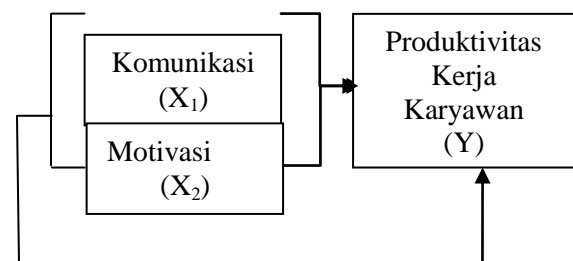 Komunikasi
(X₁)
Motivasi
(X₂)
Produktivitas
Kerja
Karyawan
(Y)